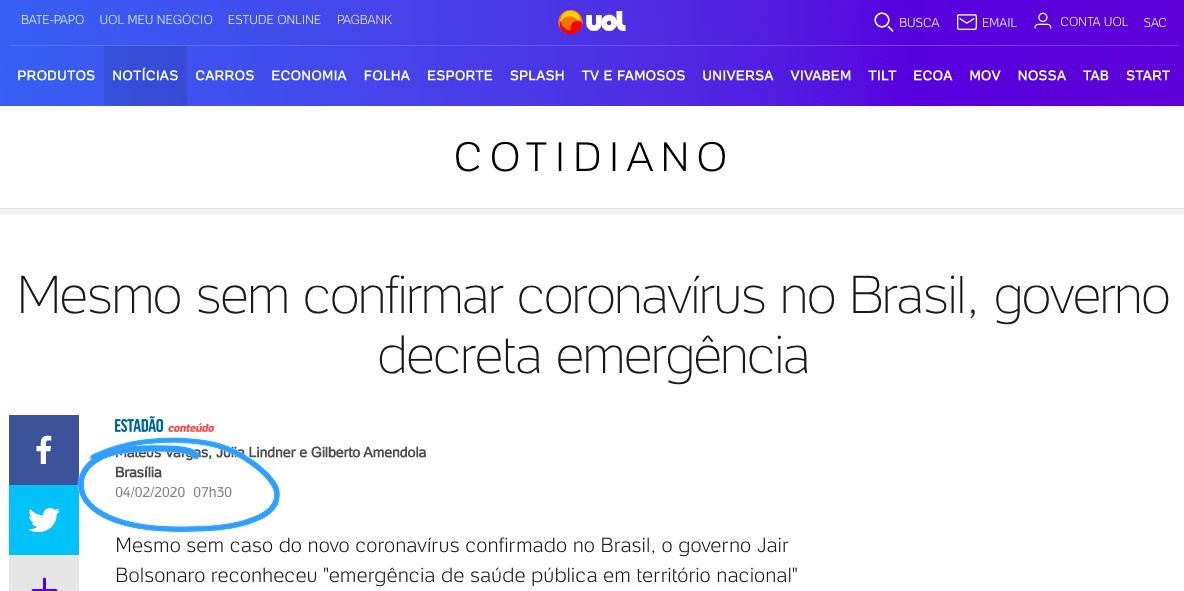 BATE-PAPO UOL MEU NEGÓCIO ESTUDE ONLINE PAGBANK UOL BUSCA EMAIL CONTA UOL SAC
PRODUTOS NOTÍCIAS CARROS ECONOMIA FOLHA ESPORTE SPLASH TV E FAMOSOS UNIVERSA VIVABEM TILT ECOA MOV NOSSA TAB START
COTIDIANO
Mesmo sem confirmar coronavírus no Brasil, governo
decreta emergência
ESTADÃO conteúdo
Mateus Vargas, Júlia Lindner e Gilberto Amendola
Brasília
04/02/2020 07h30
Mesmo sem caso do novo coronavírus confirmado no Brasil, o governo Jair
Bolsonaro reconheceu "emergência de saúde pública em território nacional"